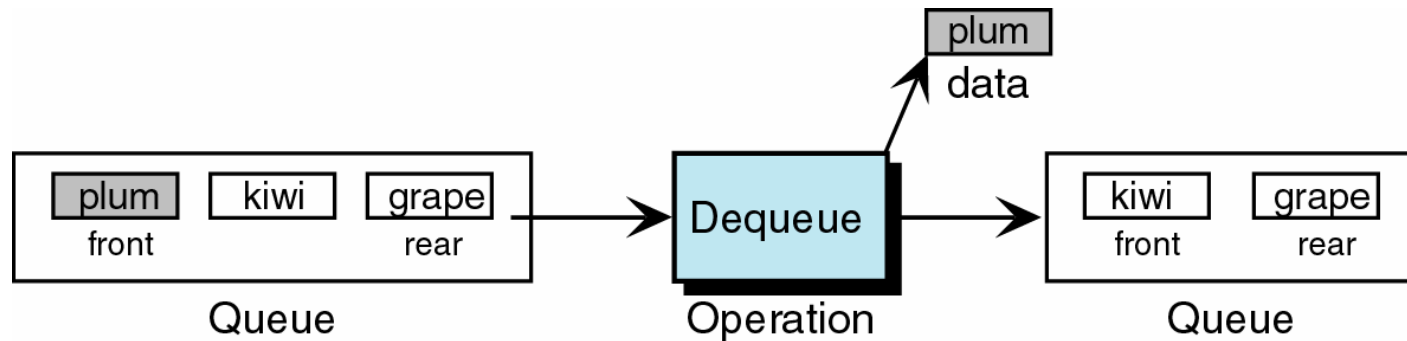 plum
data
plum kiwi grape
front rear
Queue
Dequeue
Operation
kiwi grape
front rear
Queue